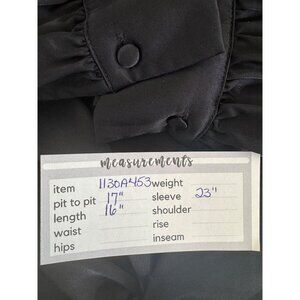 measurements
item 1130A453 weight
pit to pit 17" sleeve 23"
length 16" shoulder
waist rise
hips inseam